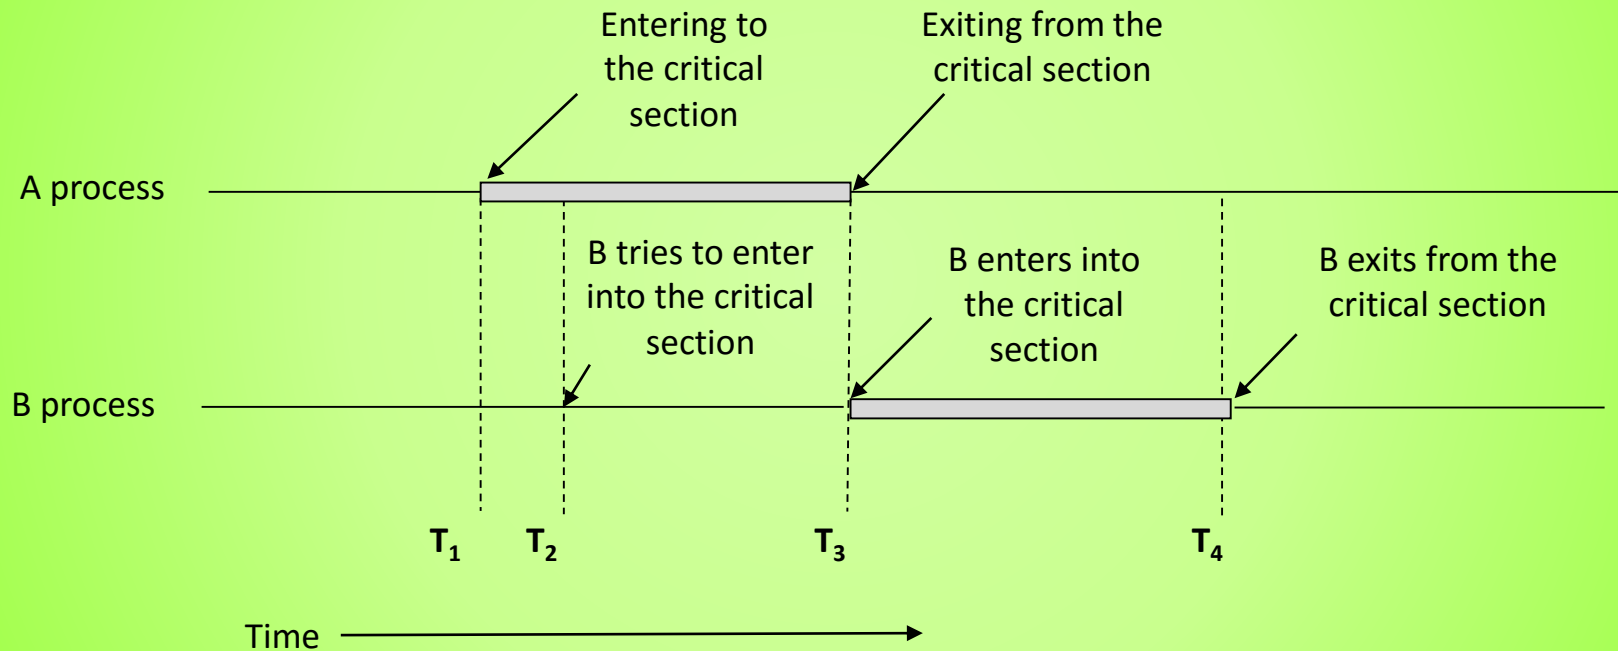 Entering to
the critical
section
Exiting from the
critical section
A process
B tries to enter
into the critical
section
B enters into
the critical
section
B exits from the
critical section
B process
T₁ T₂ T₃ T₄
Time